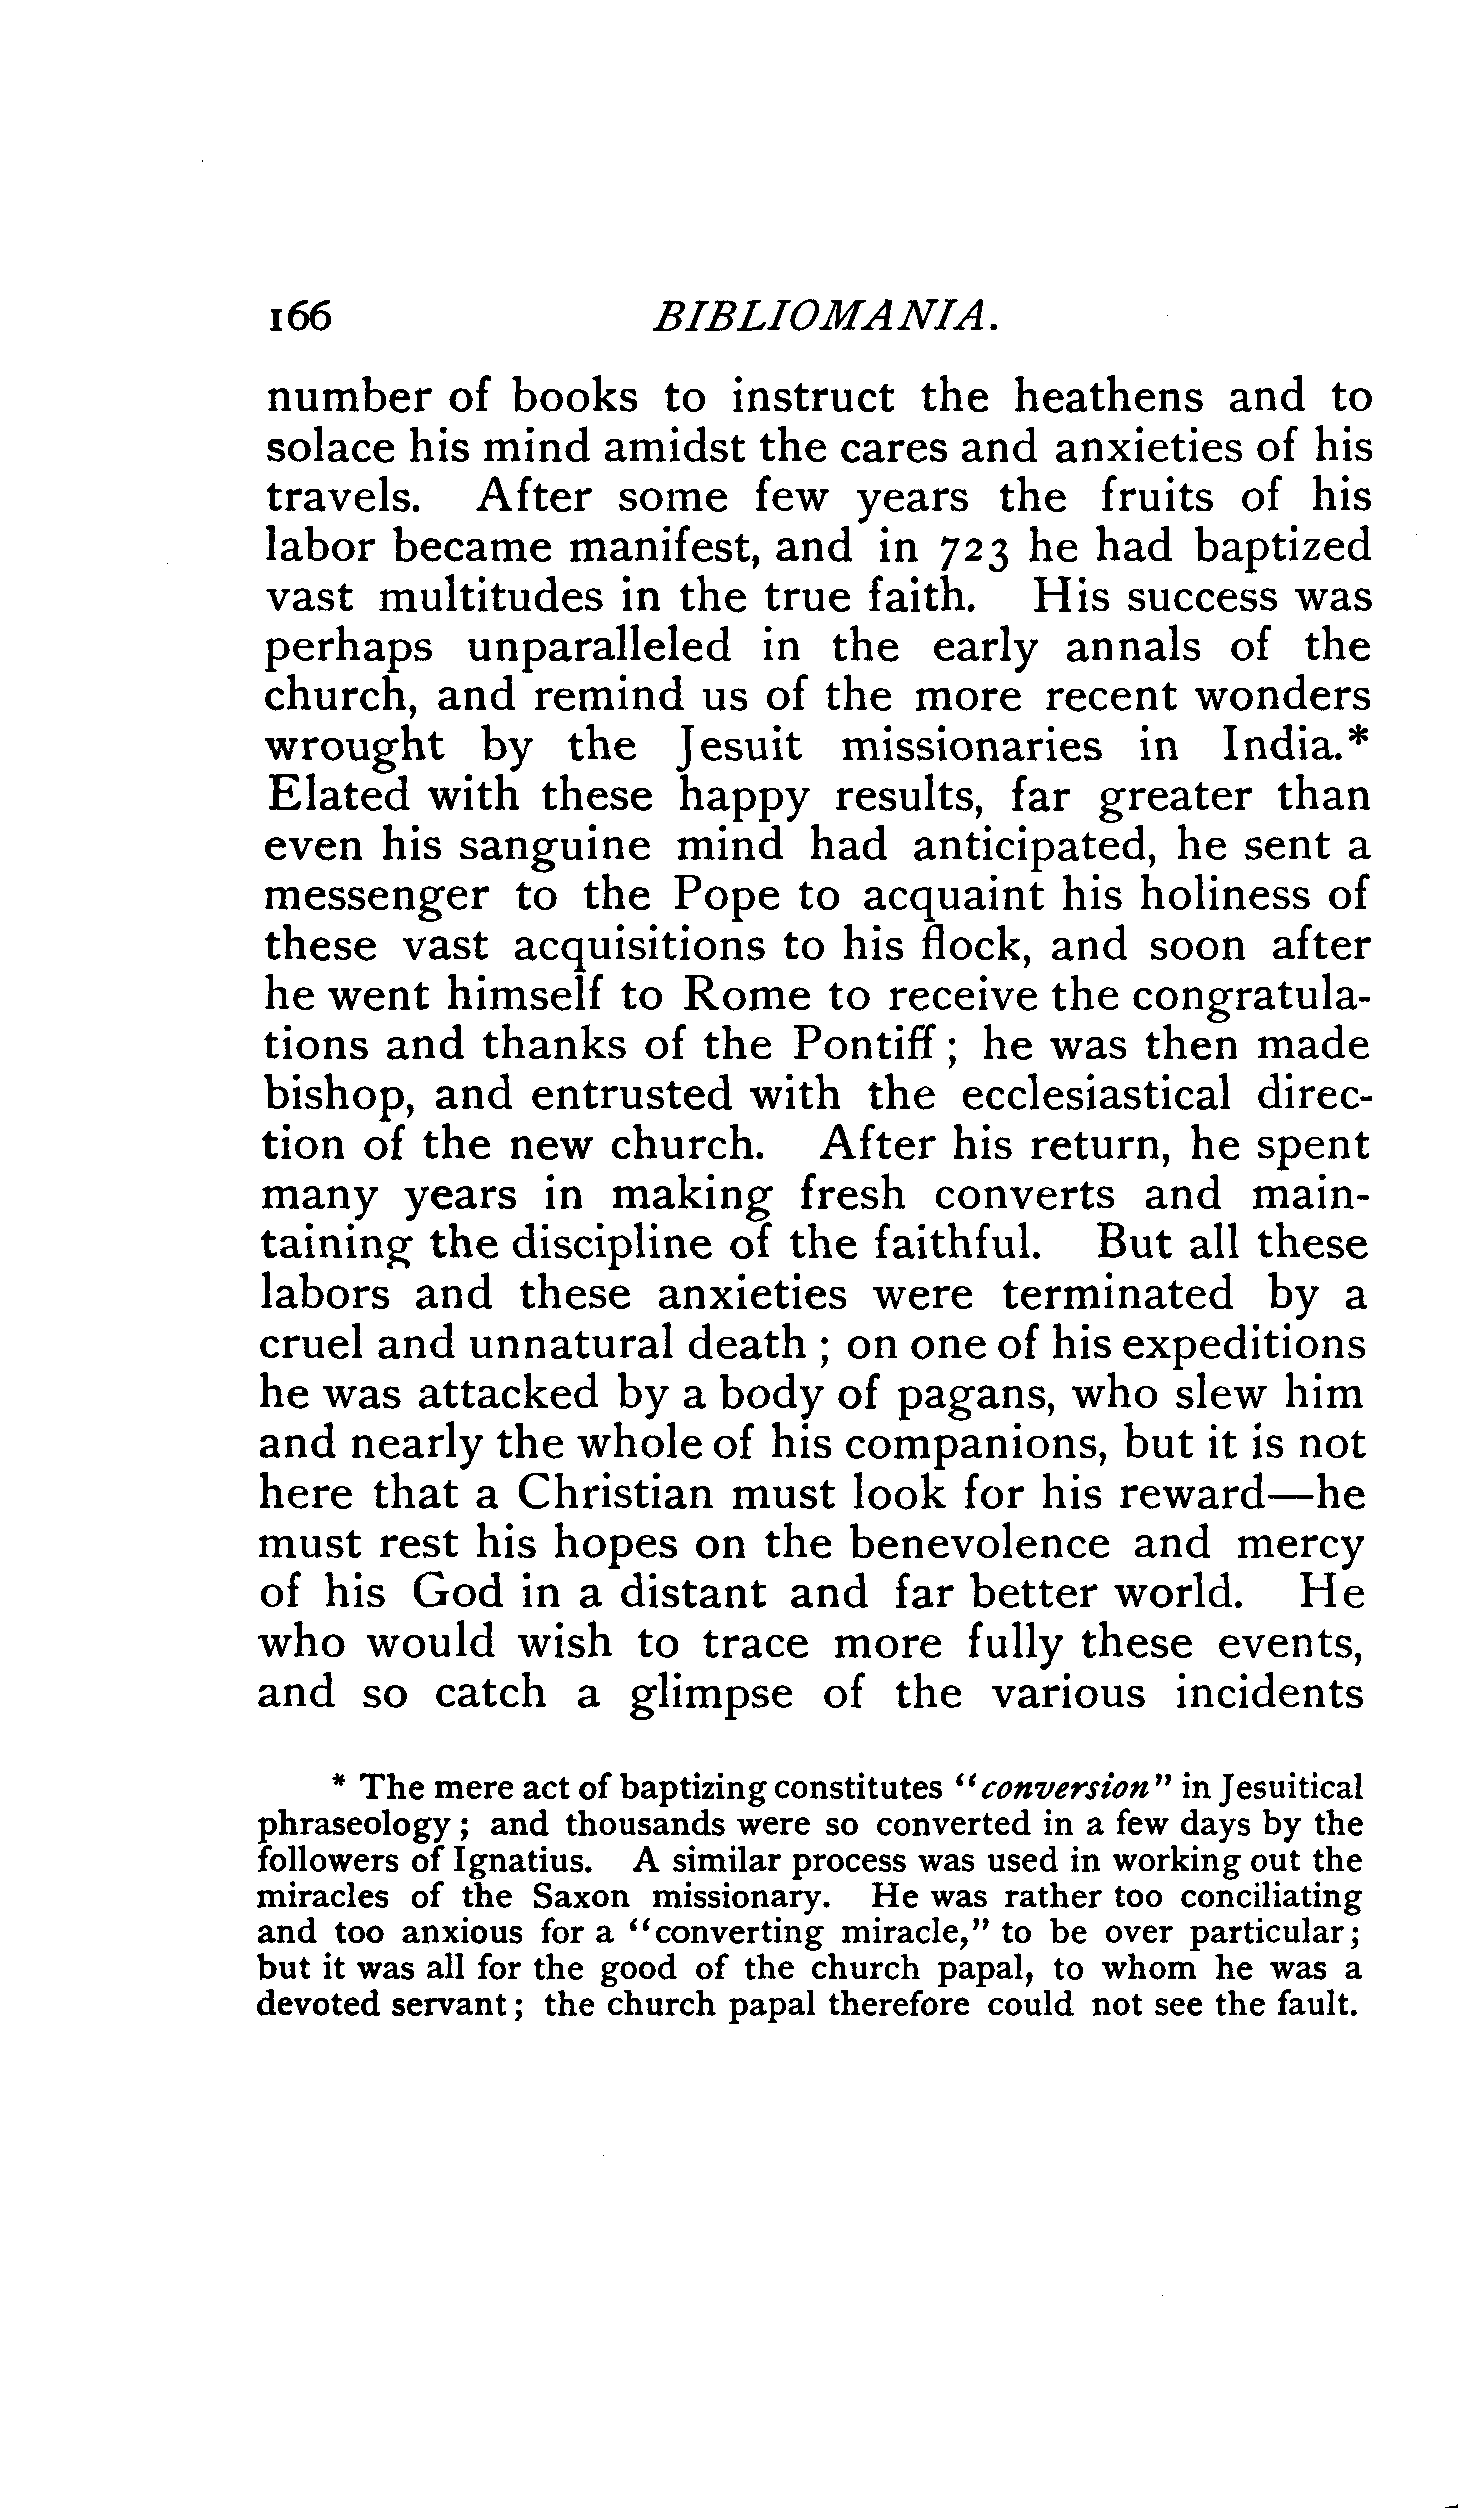 166 BIBLIOMANIA.
number of books to instruct the heathens and to
solace his mind amidst the cares and anxieties of his
travels. After some few years the fruits of his
labor became manifest, and in 723 he had baptized
vast multitudes in the true faith. His success was
perhaps unparalleled in the early annals of the
church, and remind us of the more recent wonders
wrought by the Jesuit missionaries in India.*
Elated with these happy results, far greater than
even his sanguine mind had anticipated, he sent a
messenger to the Pope to acquaint his holiness of
these vast acquisitions to his flock, and soon after
he went himself to Rome to receive the congratula-
tions and thanks of the Pontiff; he was then made
bishop, and entrusted with the ecclesiastical direc-
tion of the new church. After his return, he spent
many years in making fresh converts and main-
taining the discipline of the faithful. But all these
labors and these anxieties were terminated by a
cruel and unnatural death; on one of his expeditions
he was attacked by a body of pagans, who slew him
and nearly the whole of his companions, but it is not
here that a Christian must look for his reward—he
must rest his hopes on the benevolence and mercy
of his God in a distant and far better world. He
who would wish to trace more fully these events,
and so catch a glimpse of the various incidents
* The mere act of baptizing constitutes "conversion" in Jesuitical
phraseology; and thousands were so converted in a few days by the
followers of Ignatius. A similar process was used in working out the
miracles of the Saxon missionary. He was rather too conciliating
and too anxious for a "converting miracle," to be over particular;
but it was all for the good of the church papal, to whom he was a
devoted servant; the church papal therefore could not see the fault.